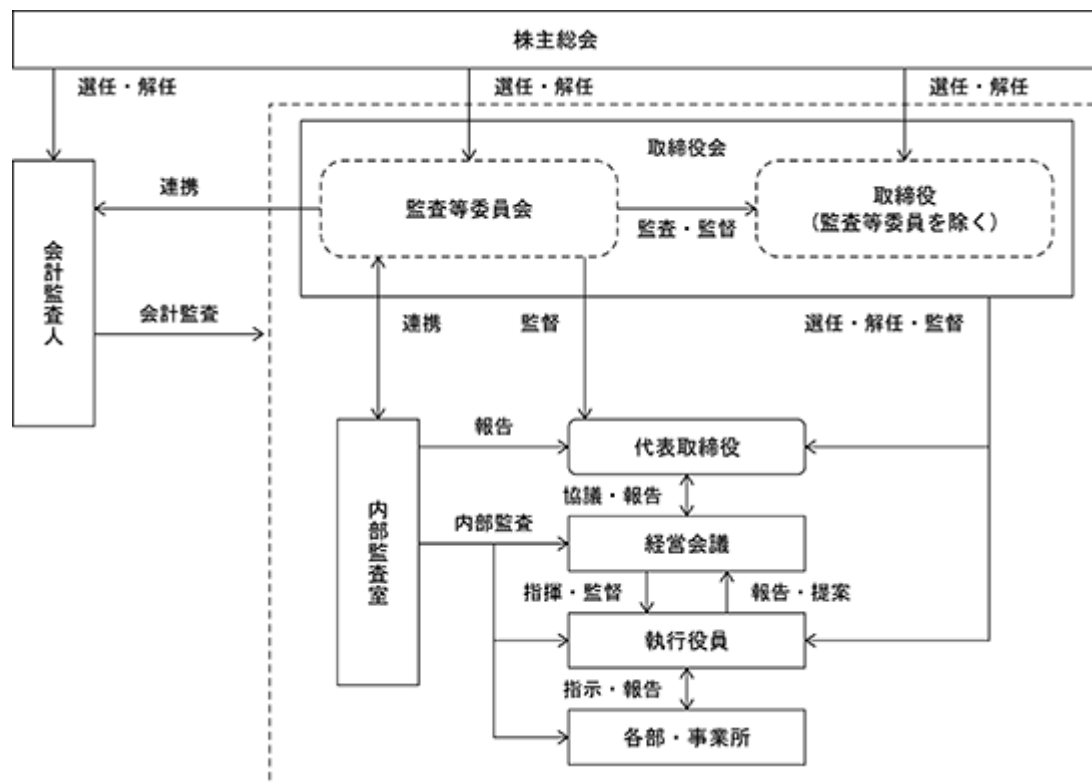 株主総会
選任・解任
選任・解任
選任・解任
取締役会
監査等委員会
取締役
（監査等委員を除く）
連携
監査・監督
会計監査人
会計監査
連携
監督
選任・解任・監督
内部監査室
報告
代表取締役
協議・報告
内部監査
経営会議
指揮・監督
報告・提案
執行役員
指示・報告
各部・事業所